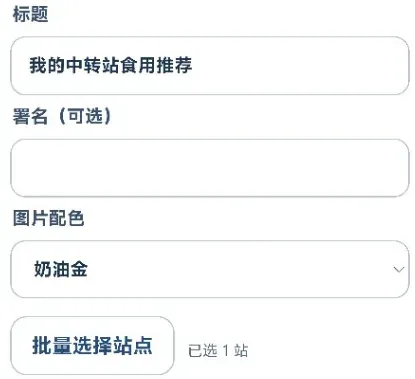 标题
我的中转站食用推荐
署名（可选）
图片配色
奶油金
批量选择站点 已选 1 站